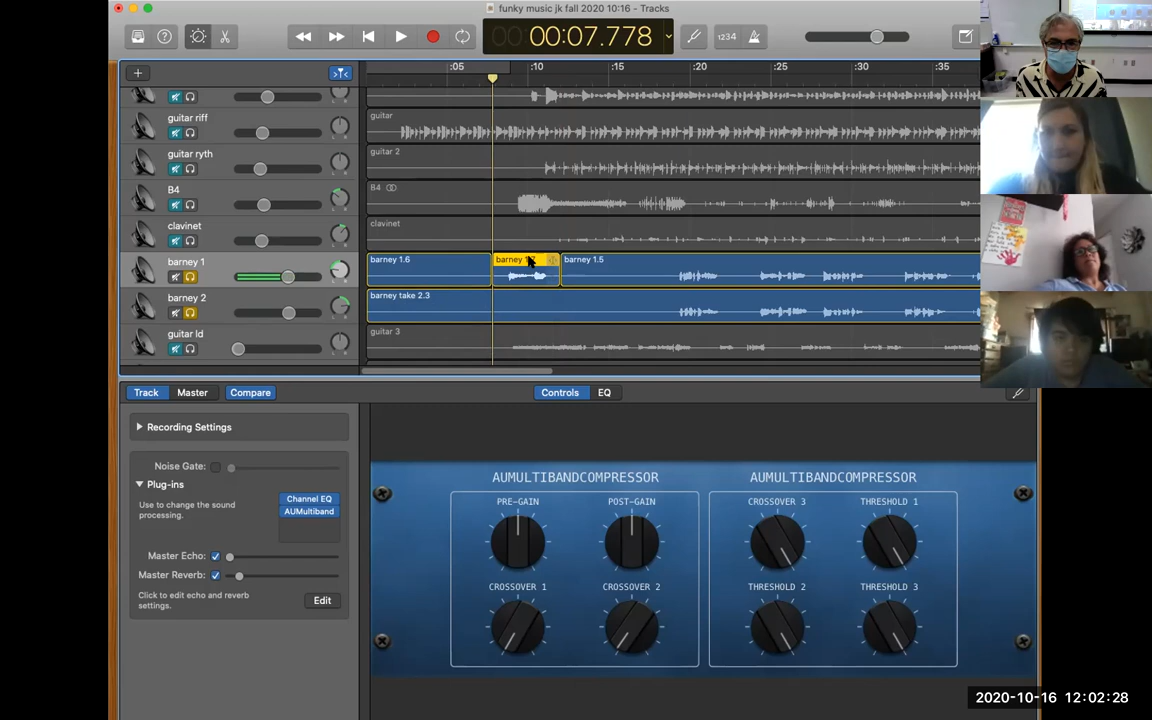 funky music jk fall 2020 10:16 - Tracks
00:07.778
1234
:05 :10 :15 :20 :25 :30 :35
guitar riff
guitar
guitar ryth
guitar 2
B4
B4
clavinet
clavinet
barney 1
barney 1.6
barney
barney 1.5
barney 2
barney take 2.3
guitar ld
guitar 3
L R
Track Master Compare Controls EQ
Recording Settings
Noise Gate:
Plug-ins
Use to change the sound
processing.
Channel EQ
AUMultiband
Master Echo:
Master Reverb:
Click to edit echo and reverb
settings.
Edit
AUMULTIBANDCOMPRESSOR AUMULTIBANDCOMPRESSOR
PRE-GAIN POST-GAIN CROSSOVER 3 THRESHOLD 1
CROSSOVER 1 CROSSOVER 2 THRESHOLD 2 THRESHOLD 3
2020-10-16 12:02:28